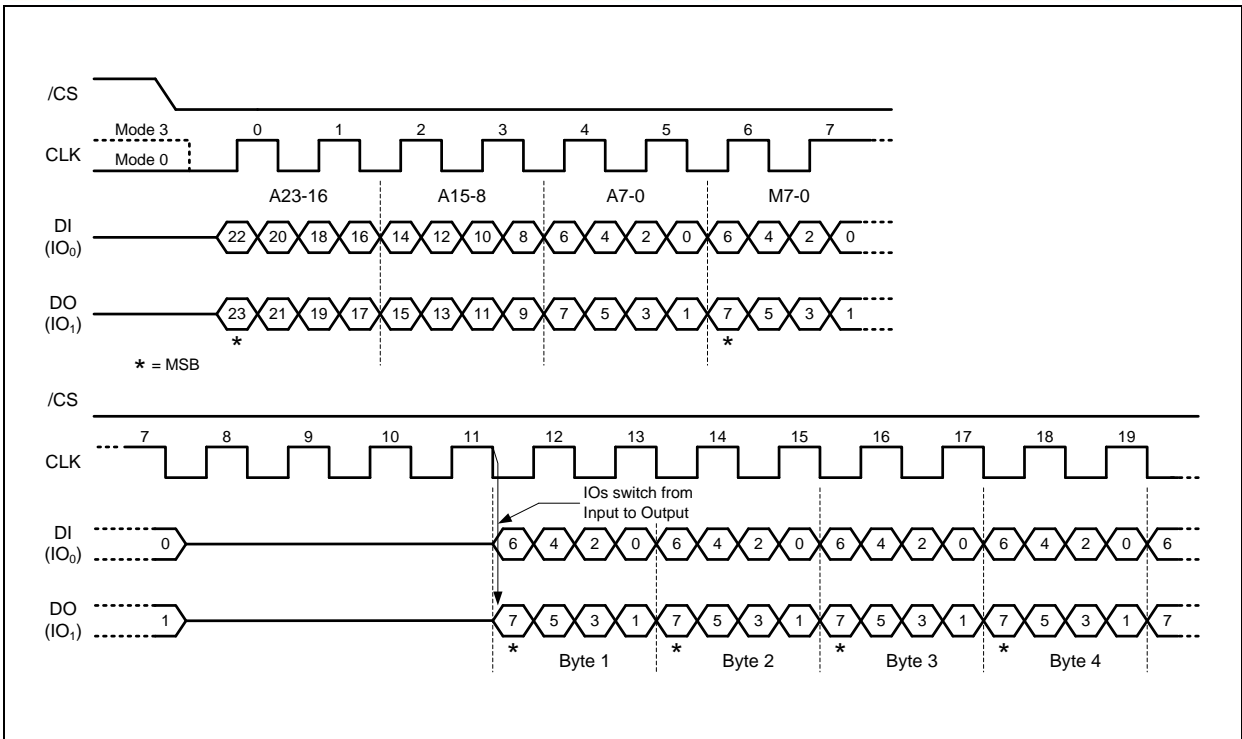 /CS
Mode 3 0 1 2 3 4 5 6 7
CLK
Mode 0
A23-16 A15-8 A7-0 M7-0
DI
(IO₀)
22 20 18 16 14 12 10 8 6 4 2 0 6 4 2 0
DO
(IO₁)
23 21 19 17 15 13 11 9 7 5 3 1 7 5 3 1
* *
* = MSB
/CS
7 8 9 10 11 12 13 14 15 16 17 18 19
CLK
IOs switch from
Input to Output
DI
(IO₀)
0 6 4 2 0 6 4 2 0 6 4 2 0 6 4 2 0 6
DO
(IO₁)
1 7 5 3 1 7 5 3 1 7 5 3 1 7 5 3 1 7
* Byte 1 * Byte 2 * Byte 3 * Byte 4